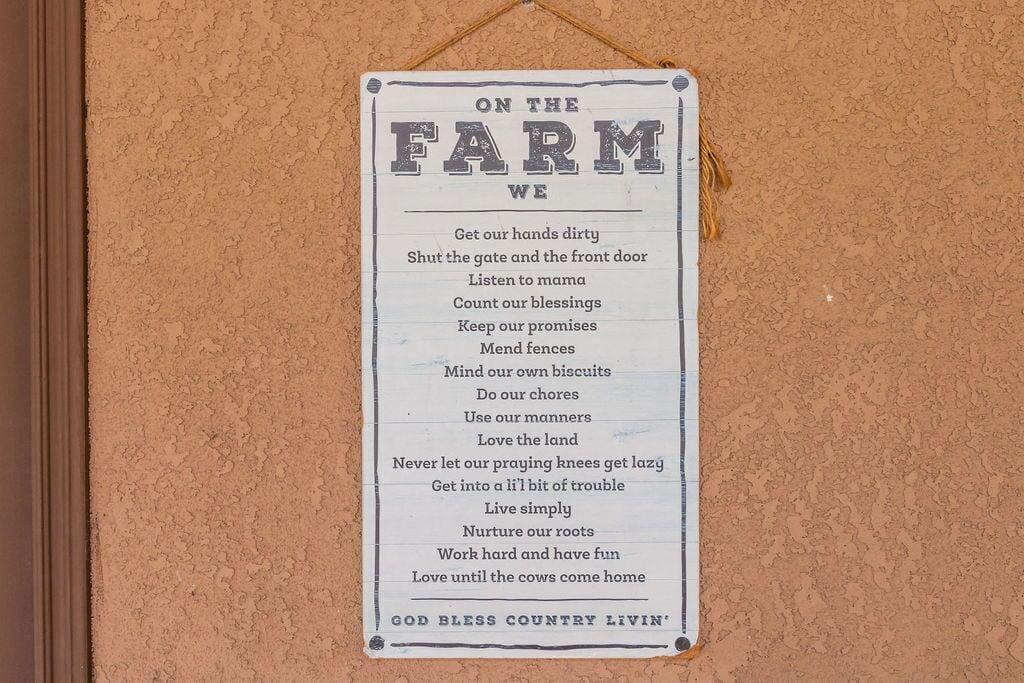 ON THE
FARM
WE
Get our hands dirty
Shut the gate and the front door
Listen to mama
Count our blessings
Keep our promises
Mend fences
Mind our own biscuits
Do our chores
Use our manners
Love the land
Never let our praying knees get lazy
Get into a li'l bit of trouble
Live simply
Nurture our roots
Work hard and have fun
Love until the cows come home
GOD BLESS COUNTRY LIVIN'